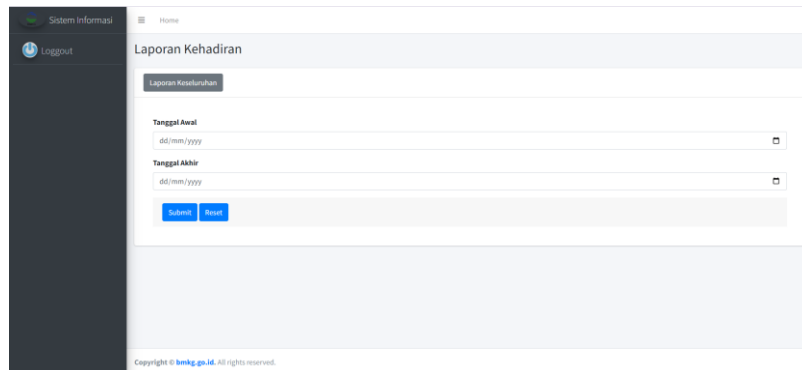 Sistem Informasi
Home
Loggout
Laporan Kehadiran
Laporan Keseluruhan
Tanggal Awal
dd/mm/yyyy
Tanggal Akhir
dd/mm/yyyy
Submit Reset
Copyright © bmkg.go.id. All rights reserved.